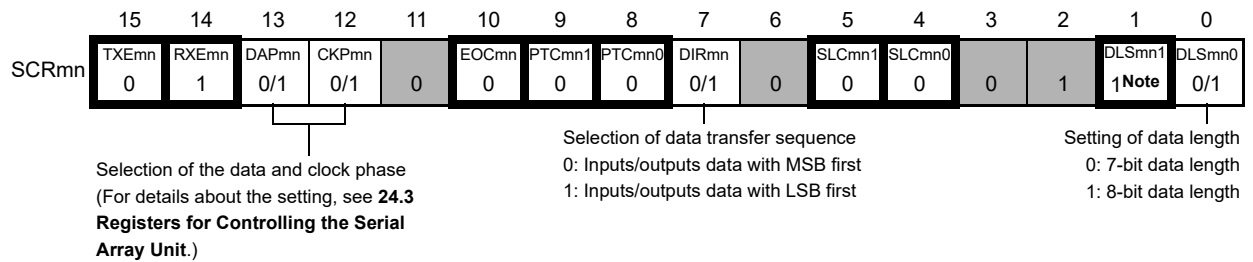 15 14 13 12 11 10 9 8 7 6 5 4 3 2 1 0
SCRmn
TXEmn RXEmn DAPmn CKPmn EOCmn PTCmn1 PTCmn0 DIRmn SLCmn1 SLCmn0 DLSmn1 DLSmn0
0 1 0/1 0/1 0 0 0 0 0/1 0 0 0 0 1 1Note 0/1
Selection of the data and clock phase
(For details about the setting, see 24.3
Registers for Controlling the Serial
Array Unit.)
Selection of data transfer sequence
0: Inputs/outputs data with MSB first
1: Inputs/outputs data with LSB first
Setting of data length
0: 7-bit data length
1: 8-bit data length